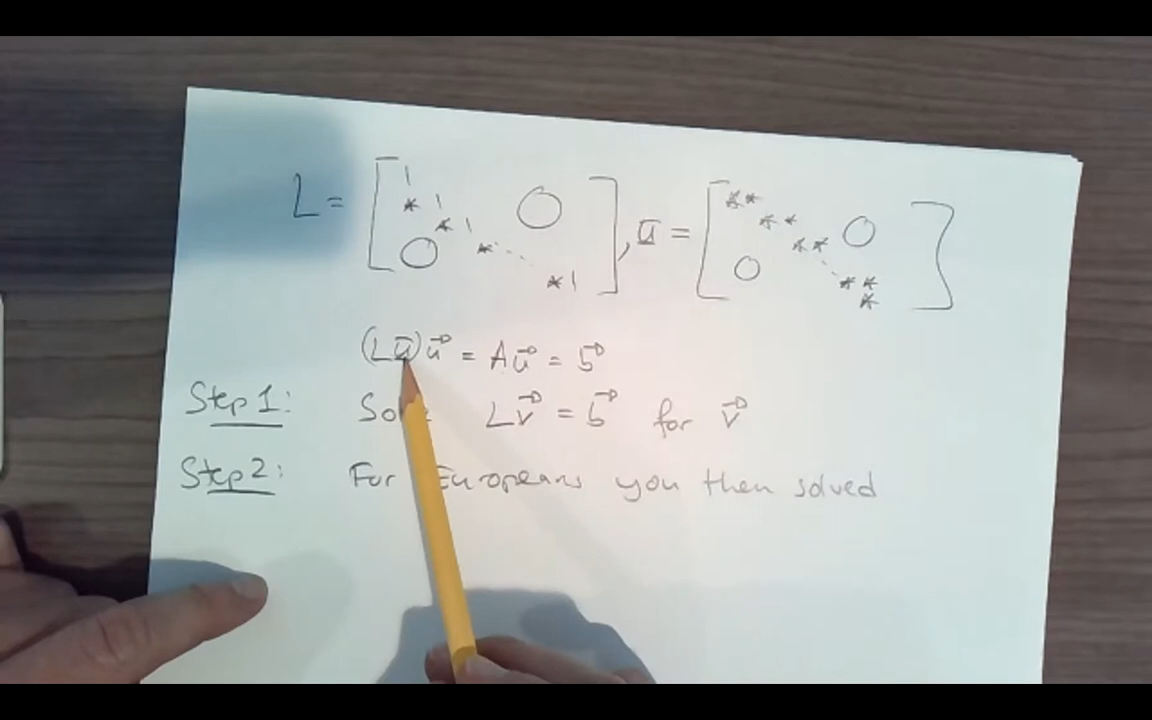 L = [ 1 * 1 * 1 * ⋱ * 1 0 0 ], U = [ * * * * * * ⋱ * * * 0 0 ]
(LU)u⃗ = Au⃗ = b⃗
Step 1: Solve Lv⃗ = b⃗ for v⃗
Step 2: For Europeans you then solved